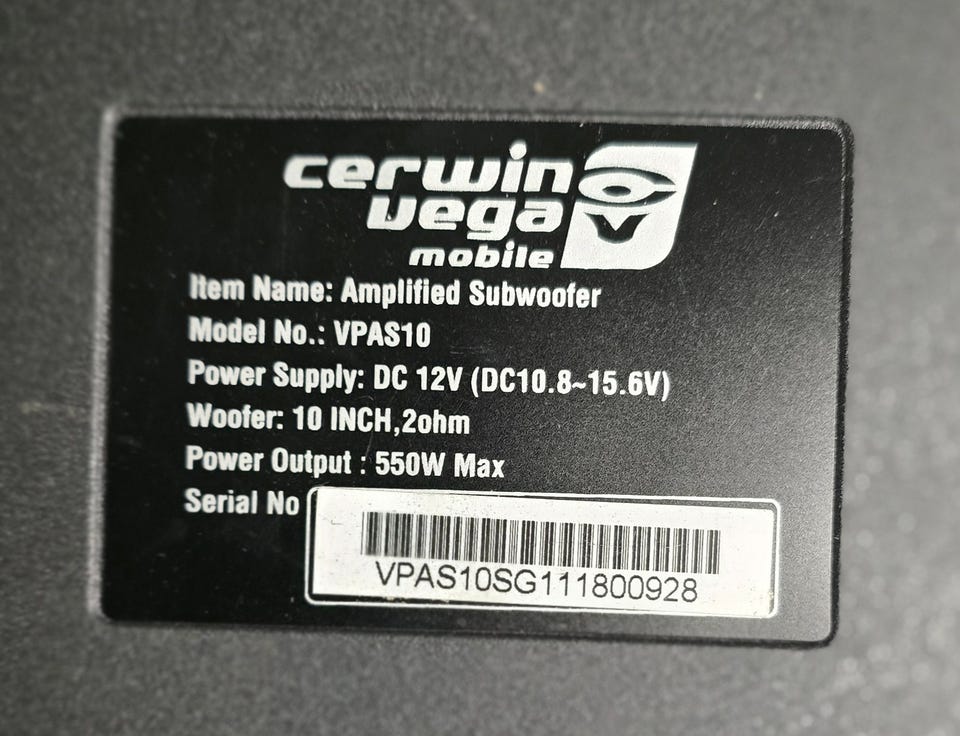 cerwin
vega
mobile
Item Name: Amplified Subwoofer
Model No.: VPAS10
Power Supply: DC 12V (DC10.8~15.6V)
Woofer: 10 INCH,2ohm
Power Output : 550W Max
Serial No
VPAS10SG111800928